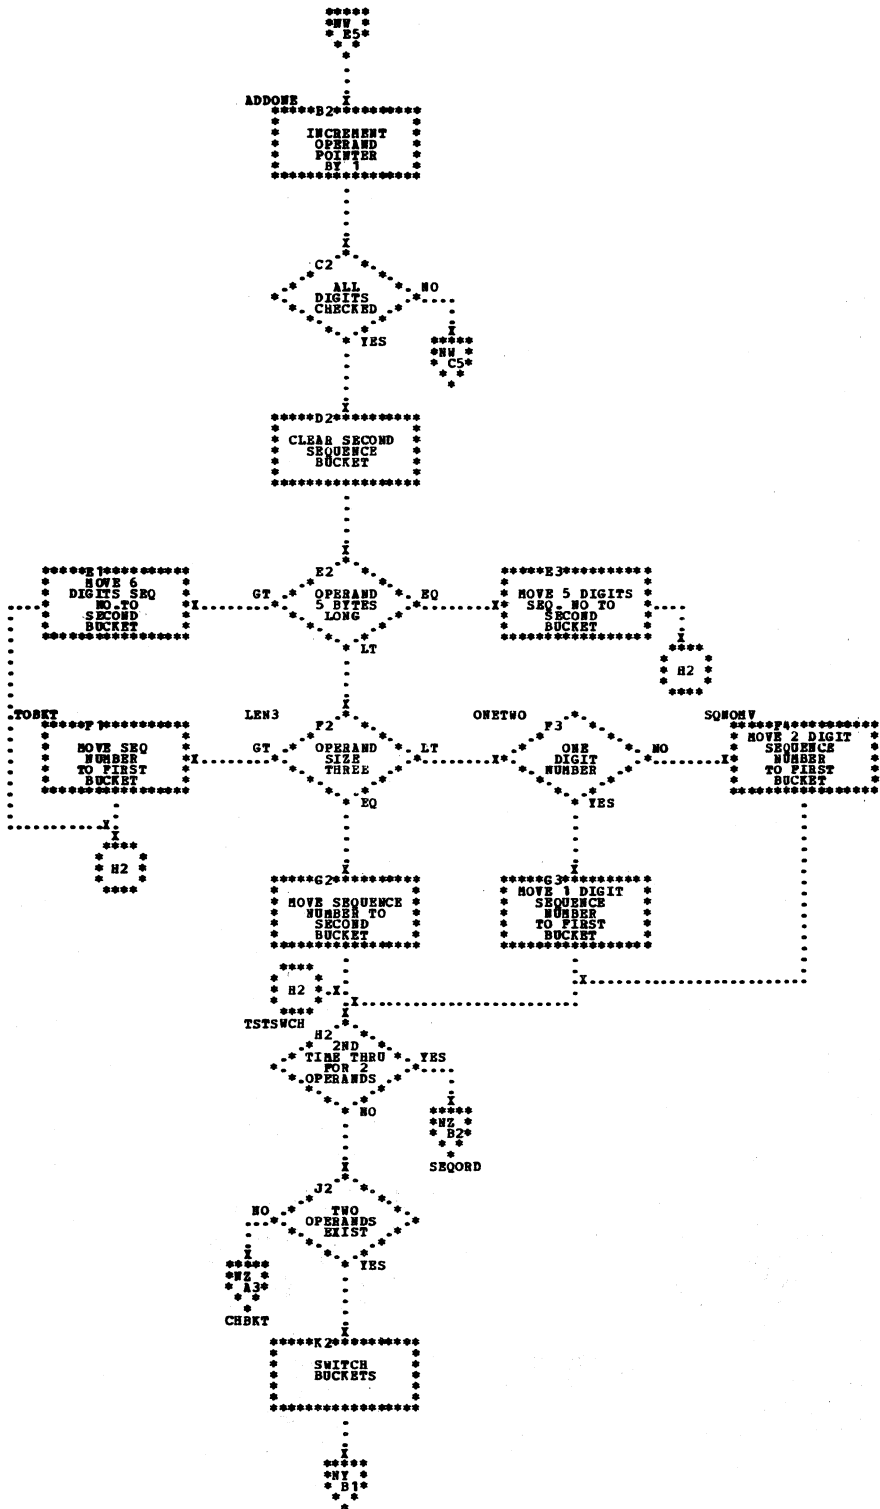 NW
E5
ADDONE
B2
INCREMENT
OPERAND
POINTER
BY 1
C2
ALL
DIGITS
CHECKED
NO
YES
NW
C5
D2
CLEAR SECOND
SEQUENCE
BUCKET
E1
MOVE 6
DIGITS SEQ
NO.TO
SECOND
BUCKET
GT
E2
OPERAND
5 BYTES
LONG
EQ
LT
E3
MOVE 5 DIGITS
SEQ. NO TO
SECOND
BUCKET
H2
TOBKT
F1
MOVE SEQ
NUMBER
TO FIRST
BUCKET
GT
LEN3
F2
OPERAND
SIZE
THREE
LT
EQ
ONETWO
F3
ONE
DIGIT
NUMBER
NO
YES
SQNOMV
F4
MOVE 2 DIGIT
SEQUENCE
NUMBER
TO FIRST
BUCKET
H2
G2
MOVE SEQUENCE
NUMBER TO
SECOND
BUCKET
G3
MOVE 1 DIGIT
SEQUENCE
NUMBER
TO FIRST
BUCKET
H2
TSTSWCH
H2
2ND
TIME THRU
FOR 2
OPERANDS
YES
NO
NZ
B2
SEQORD
J2
TWO
OPERANDS
EXIST
NO
YES
NZ
A3
CHBKT
K2
SWITCH
BUCKETS
NY
B1